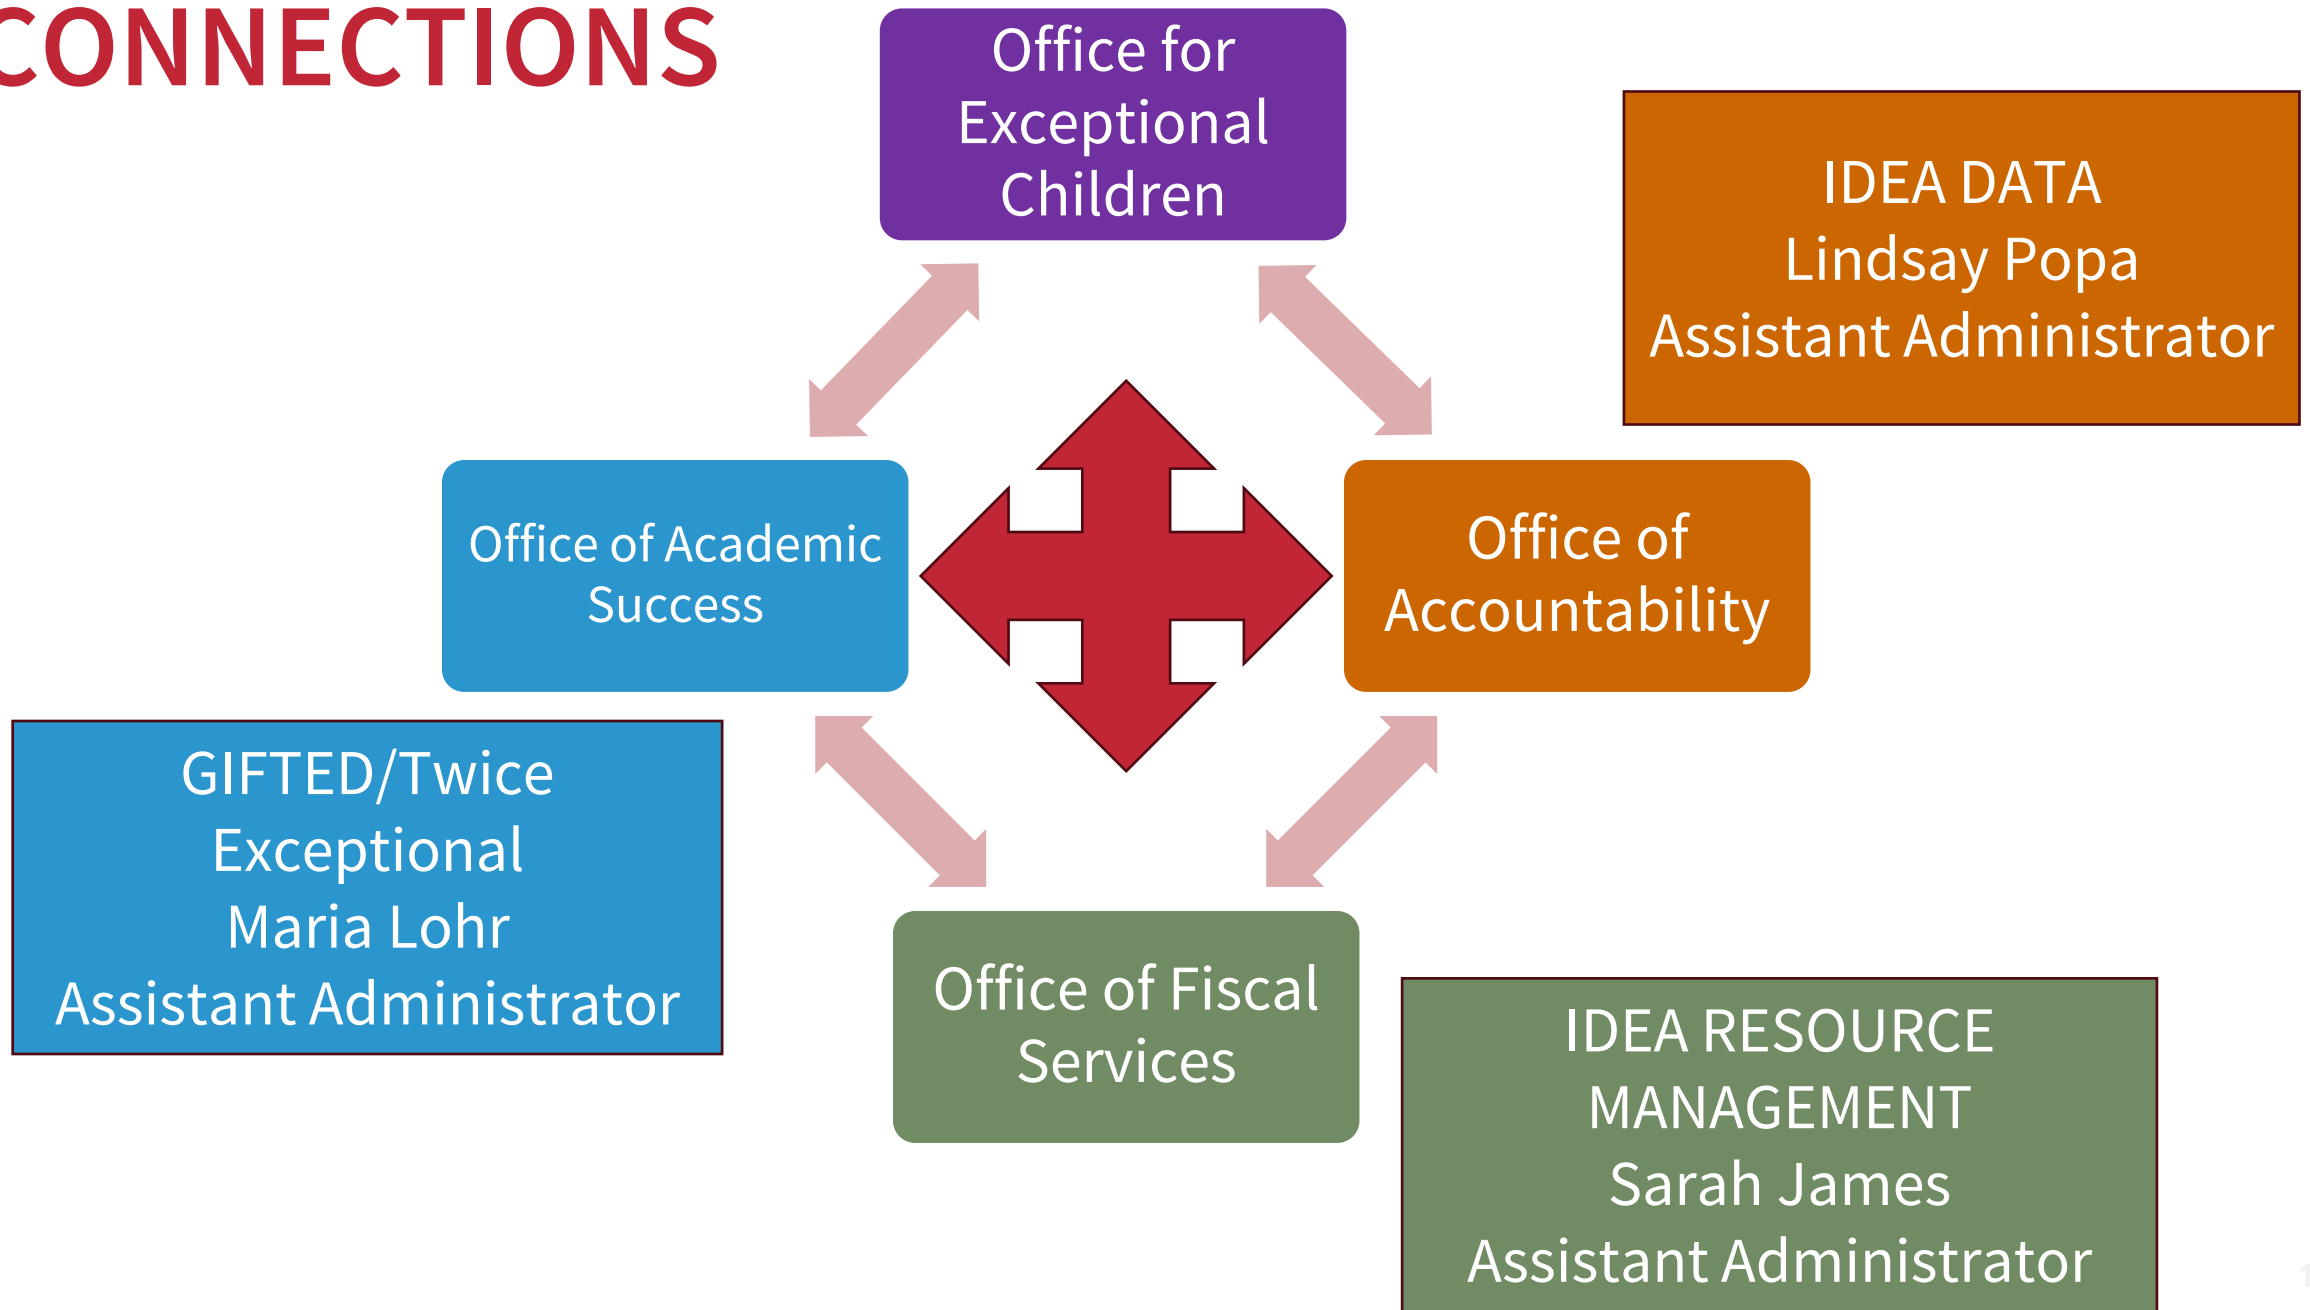 CONNECTIONS
Office for
Exceptional
Children
IDEA DATA
Lindsay Popa
Assistant Administrator
Office of Academic
Success
Office of
Accountability
GIFTED/Twice
Exceptional
Maria Lohr
Assistant Administrator
Office of Fiscal
Services
IDEA RESOURCE
MANAGEMENT
Sarah James
Assistant Administrator
1